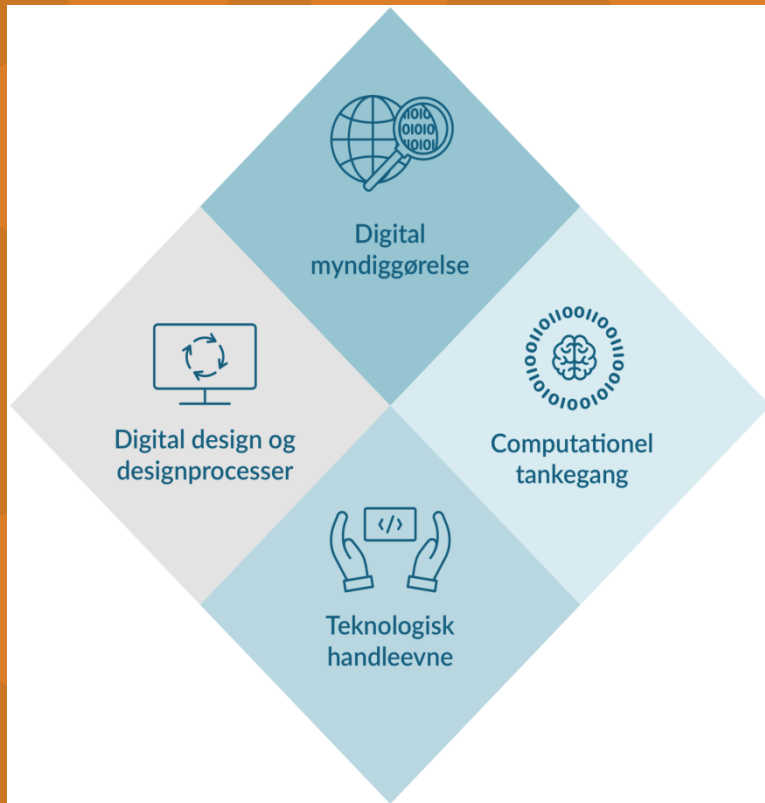 Digital
myndiggørelse
Digital design og
designprocesser
Computationel
tankegang
Teknologisk
handleevne